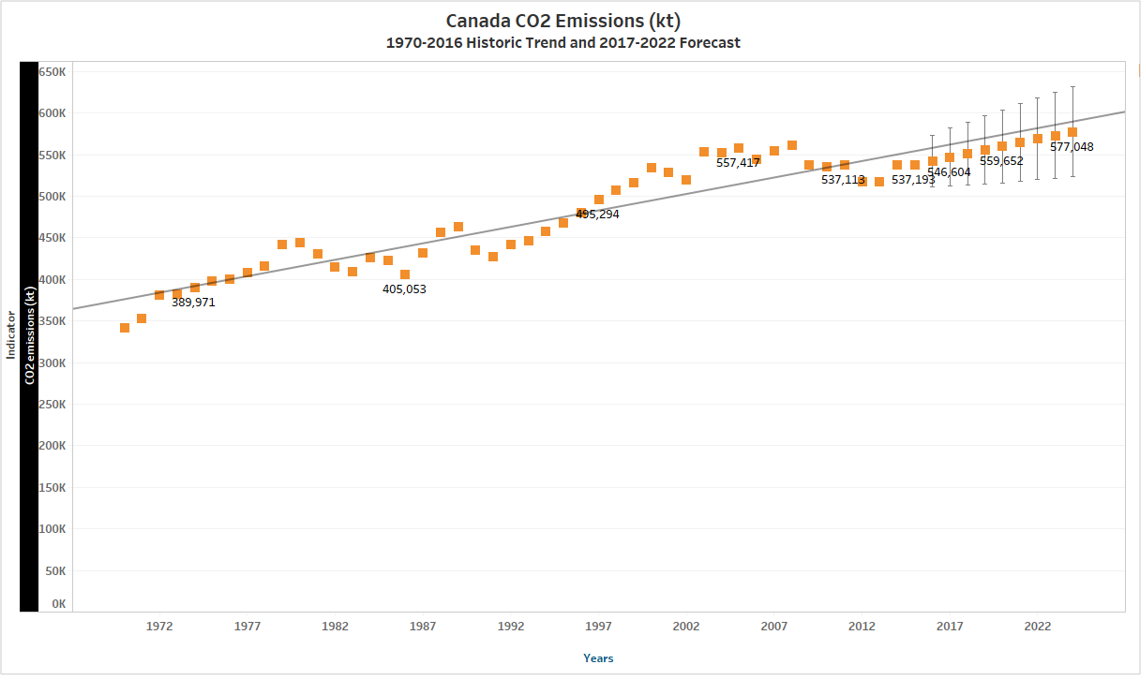 Canada CO2 Emissions (kt)
1970-2016 Historic Trend and 2017-2022 Forecast
Indicator
CO2 emissions (kt)
650K
600K
550K
500K
450K
400K
350K
300K
250K
200K
150K
100K
50K
0K
389,971
405,053
495,294
557,417
537,113
537,193
546,604
559,652
577,048
1972
1977
1982
1987
1992
1997
2002
2007
2012
2017
2022
Years